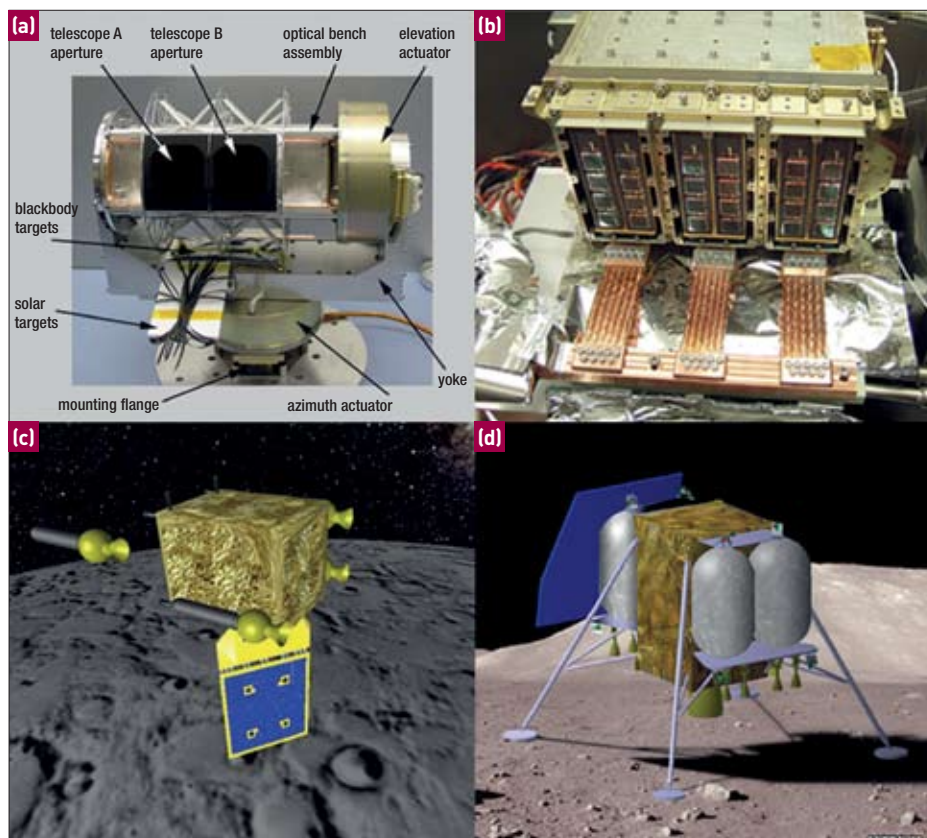 (a)
telescope A
aperture
telescope B
aperture
optical bench
assembly
elevation
actuator
blackbody
targets
solar
targets
mounting flange
azimuth actuator
yoke
(b)
(c)
(d)